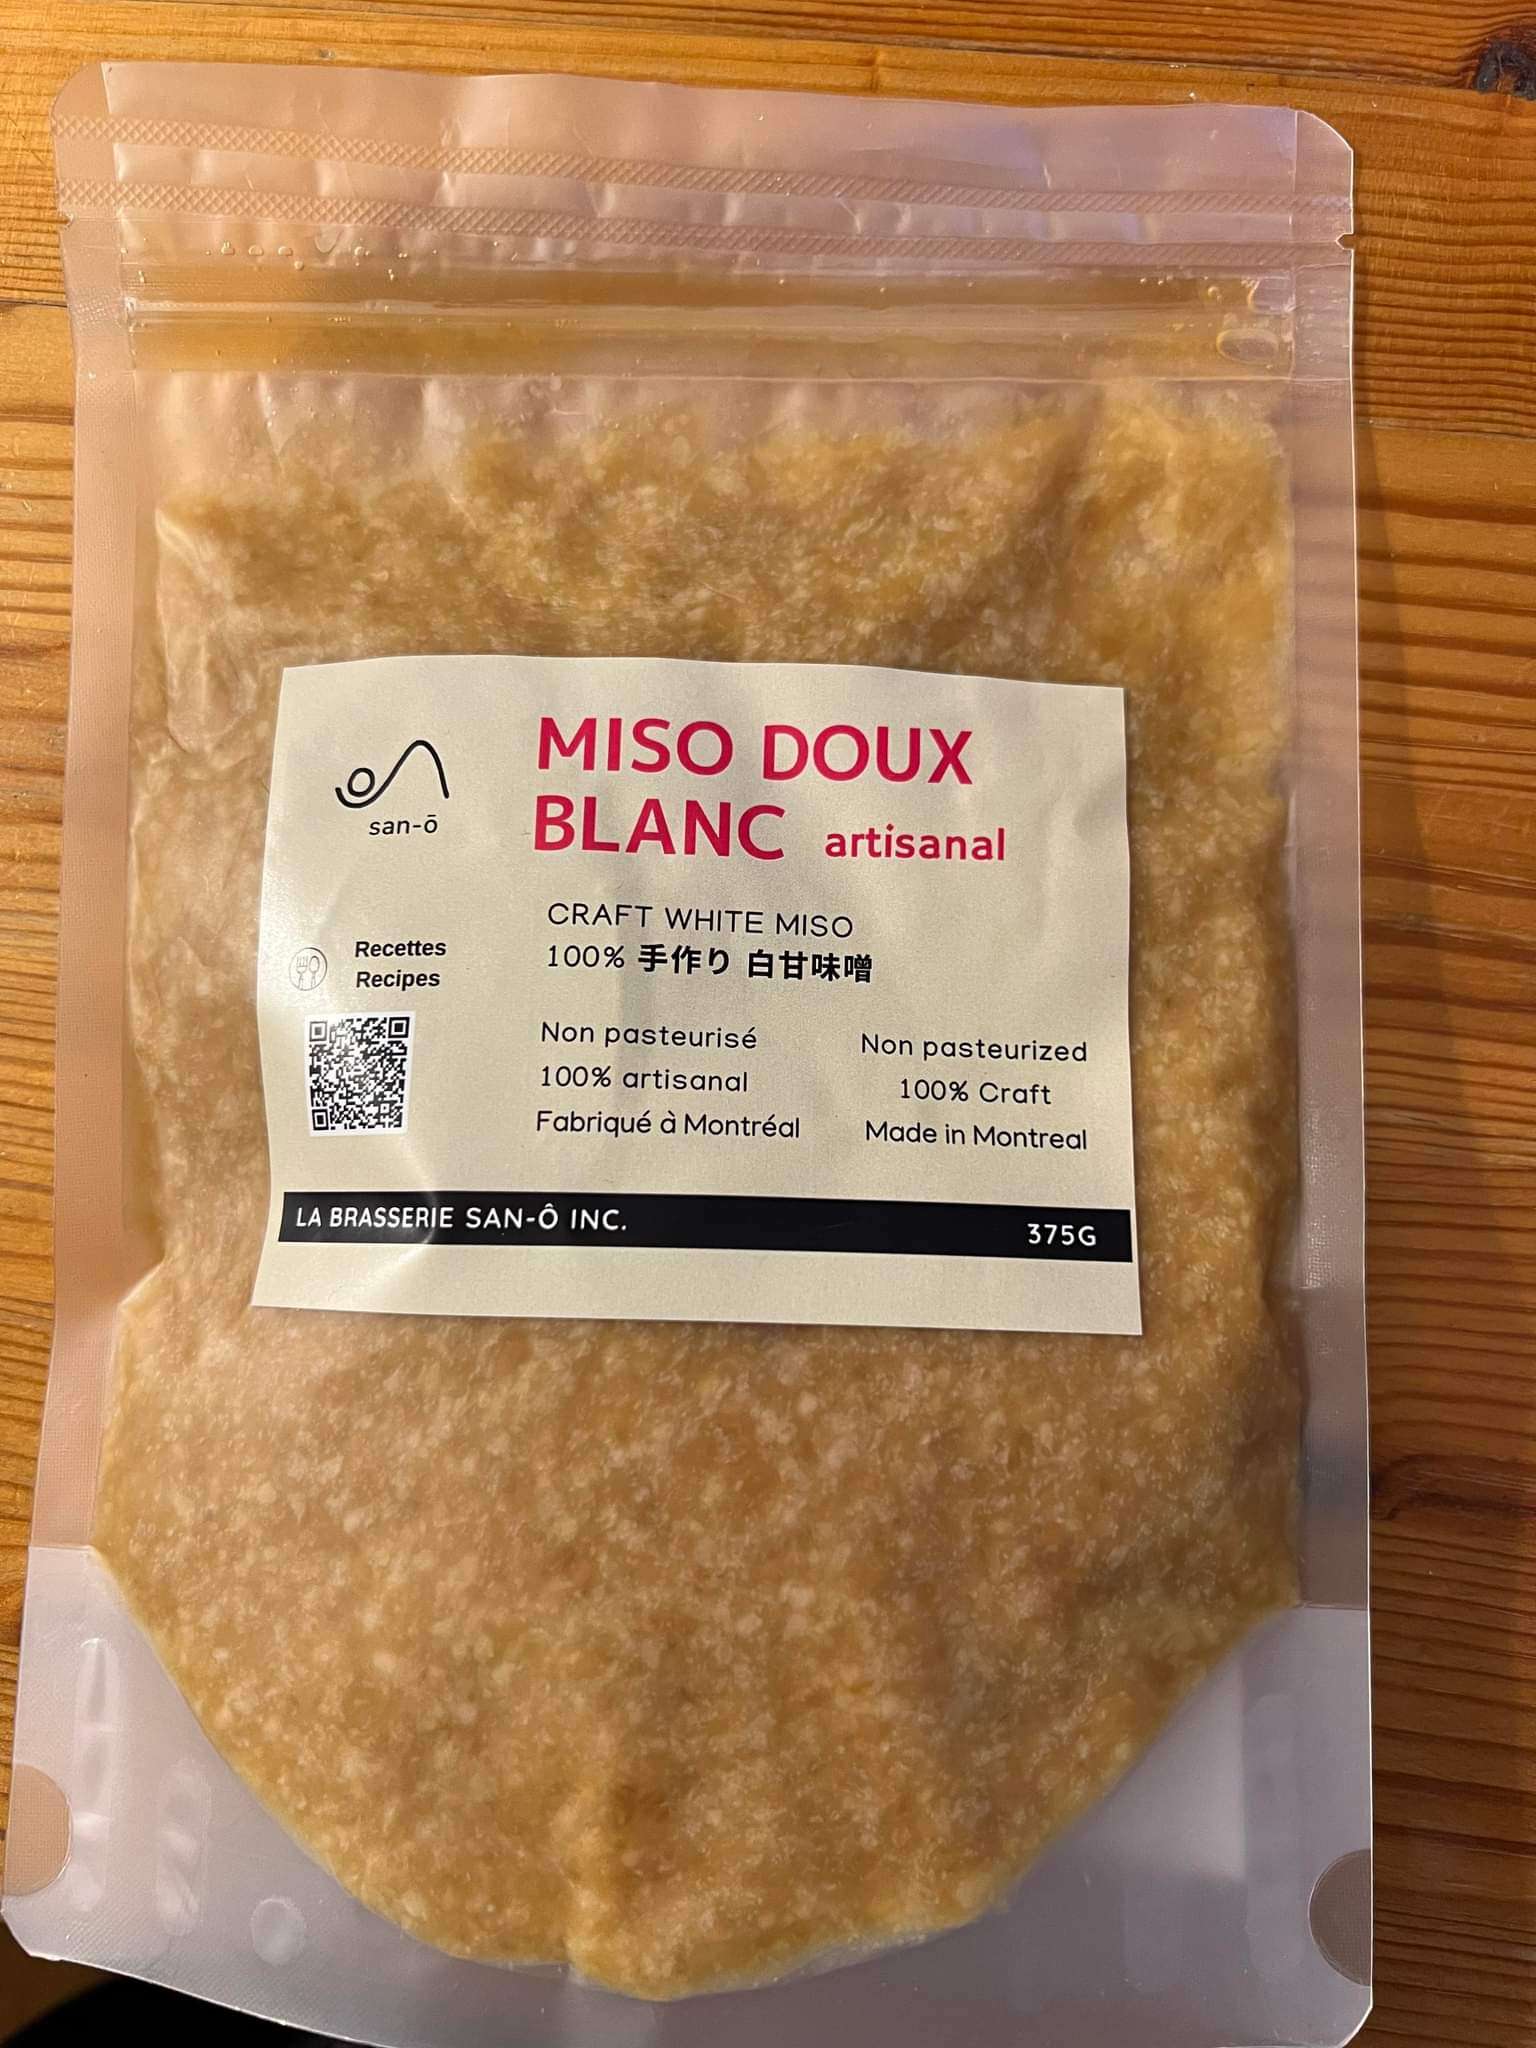 san-ō
MISO DOUX
BLANC artisanal
CRAFT WHITE MISO
100% 手作り 白甘味噌
Recettes
Recipes
Non pasteurisé
100% artisanal
Fabriqué à Montréal
Non pasteurized
100% Craft
Made in Montreal
LA BRASSERIE SAN-Ô INC.
375G